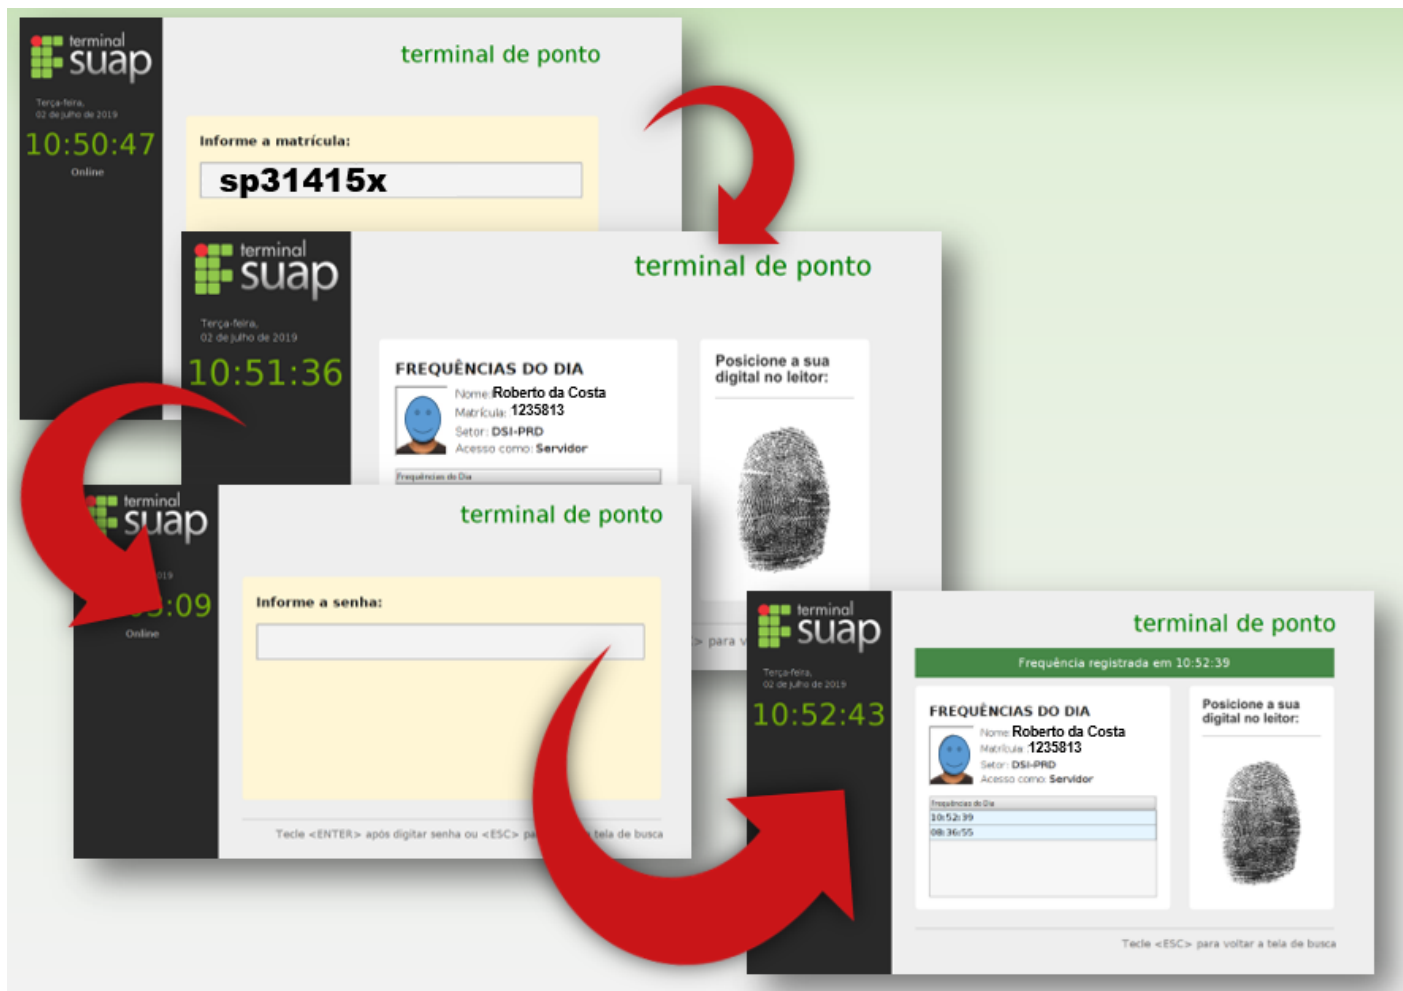 terminal
suap
Terça-feira,
02 de julho de 2019
10:50:47
Online
terminal de ponto
Informe a matrícula:
sp31415x
terminal
suap
Terça-feira,
02 de julho de 2019
10:51:36
terminal de ponto
FREQUÊNCIAS DO DIA
Nome: Roberto da Costa
Matrícula: 1235813
Setor: DSI-PRD
Acesso como: Servidor
Frequências do Dia
Posicione a sua
digital no leitor:
> para v
terminal
suap
019
:09
Online
terminal de ponto
Informe a senha:
Tecle <ENTER> após digitar senha ou <ESC> pa tela de busca
terminal
suap
Terça-feira,
02 de julho de 2019
10:52:43
terminal de ponto
Frequência registrada em 10:52:39
FREQUÊNCIAS DO DIA
Nome: Roberto da Costa
Matrícula: 1235813
Setor: DSI-PRD
Acesso como: Servidor
Frequências do Dia
10:52:39
08:36:55
Posicione a sua
digital no leitor:
Tecle <ESC> para voltar a tela de busca